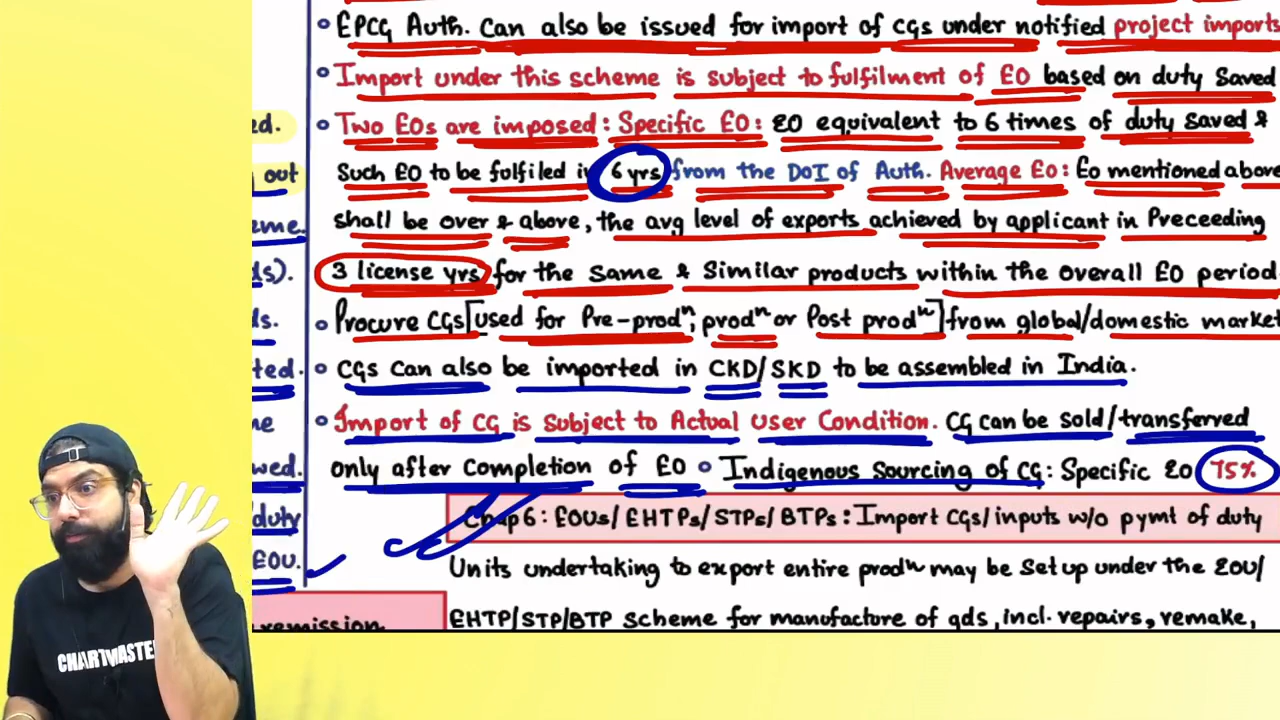 EPCG Auth. Can also be issued for import of CGs under notified project imports
Import under this scheme is subject to fulfilment of EO based on duty Saved
Two EOs are imposed: Specific EO: EO equivalent to 6 times of duty saved &
Such EO to be fulfiled in 6 yrs from the DoI of Auth. Average EO: EO mentioned above
shall be over & above, the avg level of exports achieved by applicant in Preceeding
3 license yrs for the Same & Similar products within the overall EO period.
Procure CGs [used for Pre-prodⁿ, prodⁿ or Post prodⁿ] from global/domestic market
CGs Can also be imported in CKD/SKD to be assembled in India.
Import of CG is Subject to Actual User Condition. CG can be sold/transferred
only after Completion of EO Indigenous Sourcing of CG: Specific EO 75%
Chap 6: EOUs/EHTPs/STPs/BTPs: Import CGs/inputs w/o pymt of duty
Units undertaking to export entire prodⁿ may be Set up under the EOU/
EHTP/STP/BTP Scheme for manufacture of gds, incl. repairs, remake,
ed.
out
eme.
ds).
ds.
ted.
me
wed.
duty
EOU.
remission
CHARTMASTER